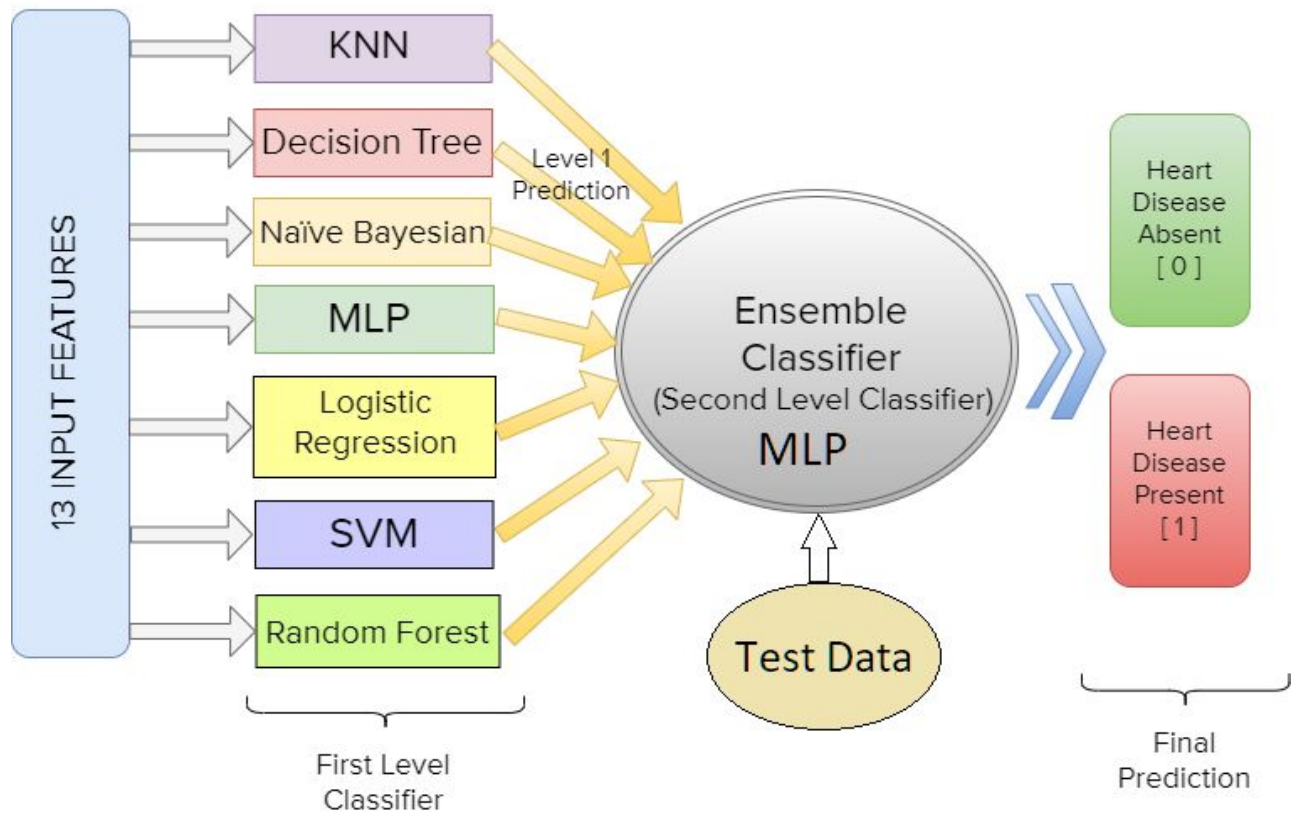 13 INPUT FEATURES
KNN
Decision Tree
Naïve Bayesian
MLP
Logistic
Regression
SVM
Random Forest
First Level
Classifier
Level 1
Prediction
Ensemble
Classifier
(Second Level Classifier)
MLP
Test Data
Heart
Disease
Absent
[ 0 ]
Heart
Disease
Present
[ 1 ]
Final
Prediction